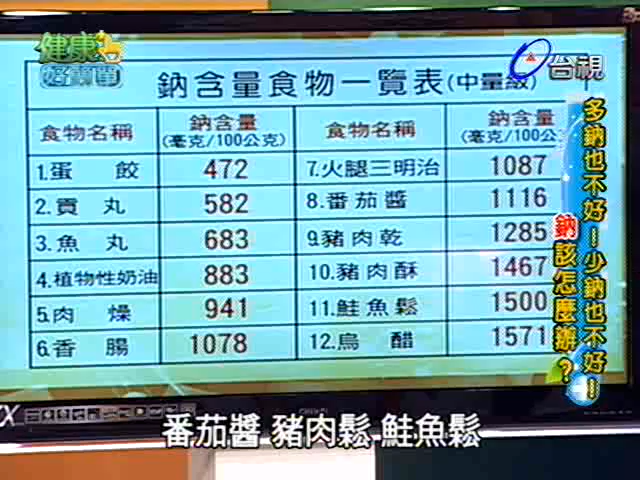 健康
好簡單
台視
鈉含量食物一覽表(中量級)
食物名稱 鈉含量(毫克/100公克) 食物名稱 鈉含量(毫克/100公克)
1.蛋餃 472 7.火腿三明治 1087
2.貢丸 582 8.番茄醬 1116
3.魚丸 683 9.豬肉乾 1285
4.植物性奶油 883 10.豬肉酥 1467
5.肉燥 941 11.鮭魚鬆 1500
6.香腸 1078 12.烏醋 1571
多鈉也不好!少鈉也不好!
鈉該怎麼辦?
番茄醬 豬肉鬆 鮭魚鬆